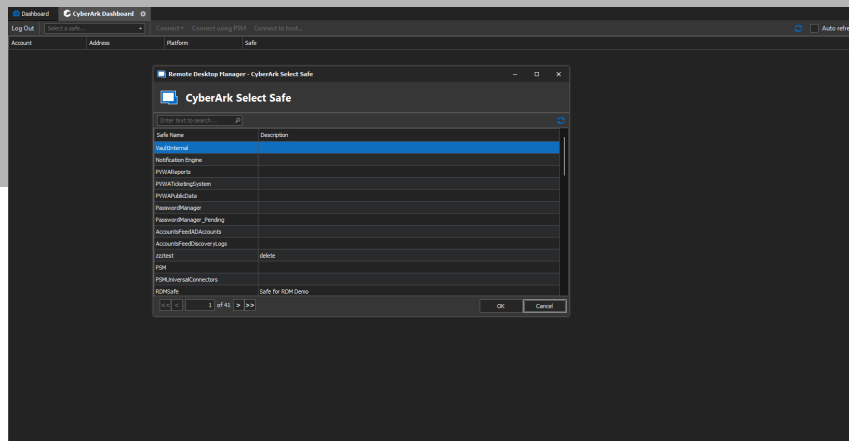 Dashboard CyberArk Dashboard
Log Out Select a safe... Connect Connect using PSM Connect to host... Auto refre
Account Address Platform Safe
Remote Desktop Manager - CyberArk Select Safe
CyberArk Select Safe
Enter text to search...
Safe Name Description
VaultInternal
Notification Engine
PVWAReports
PVWATicketingSystem
PVWAPublicData
PasswordManager
PasswordManager_Pending
AccountsFeedADAccounts
AccountsFeedDiscoveryLogs
zzztest delete
PSM
PSMUniversalConnectors
RDMSafe Safe for RDM Demo
<< < 1 of 41 > >>
OK Cancel